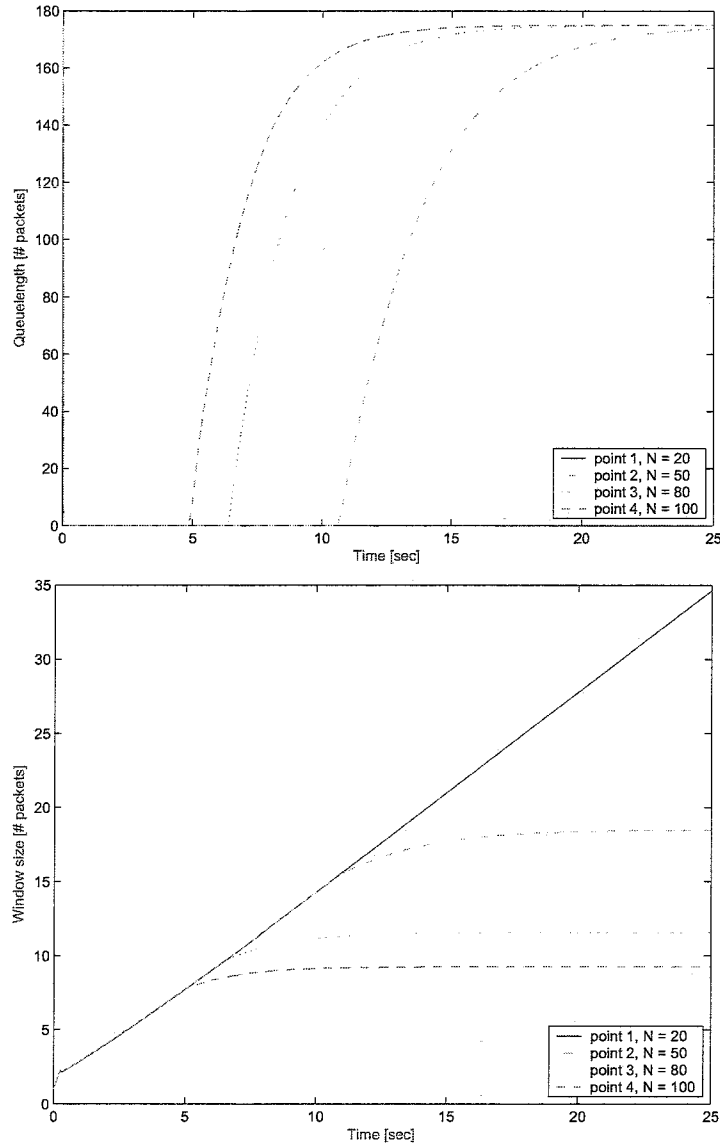 180
160
140
120
100
80
60
40
20
0
Queuelength [# packets]
0 5 10 15 20 25
Time [sec]
point 1, N = 20
point 2, N = 50
point 3, N = 80
point 4, N = 100
35
30
25
20
15
10
5
0
Window size [# packets]
0 5 10 15 20 25
Time [sec]
point 1, N = 20
point 2, N = 50
point 3, N = 80
point 4, N = 100